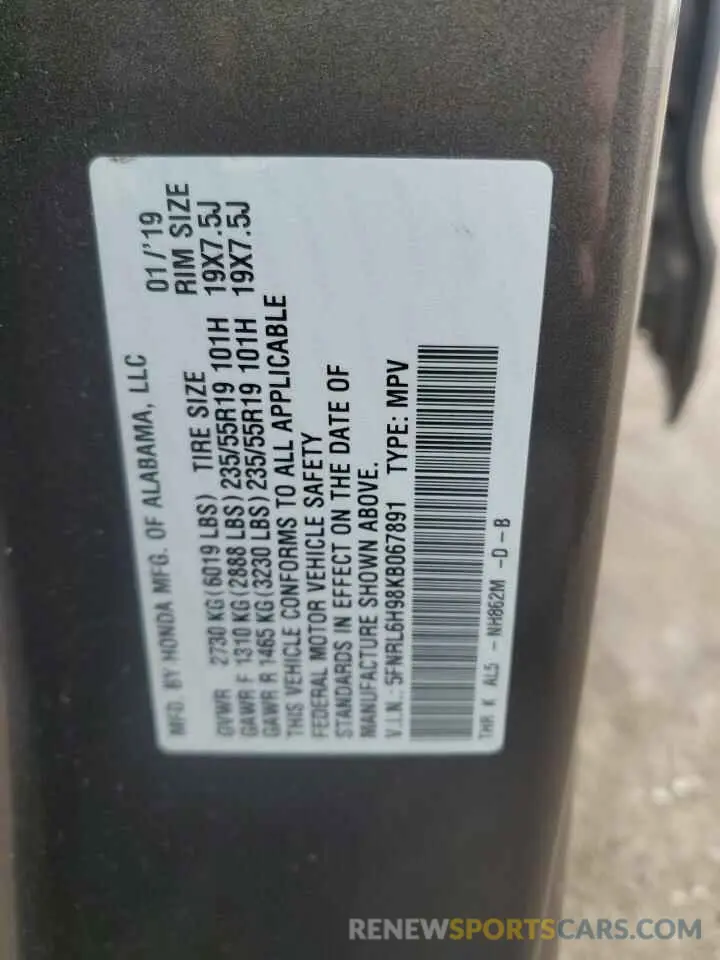 MFD. BY HONDA MFG. OF ALABAMA, LLC 01/'19
GVWR 2730 KG(6019 LBS) TIRE SIZE RIM SIZE
GAWR F 1310 KG(2888 LBS)235/55R19 101H 19X7.5J
GAWR R 1465 KG(3230 LBS)235/55R19 101H 19X7.5J
THIS VEHICLE CONFORMS TO ALL APPLICABLE
FEDERAL MOTOR VEHICLE SAFETY
STANDARDS IN EFFECT ON THE DATE OF
MANUFACTURE SHOWN ABOVE.
V.I.N.: 5FNRL6H98KB067891 TYPE: MPV
THR K AL5 - NH862M -D-B
RENEWSPORTSCARS.COM